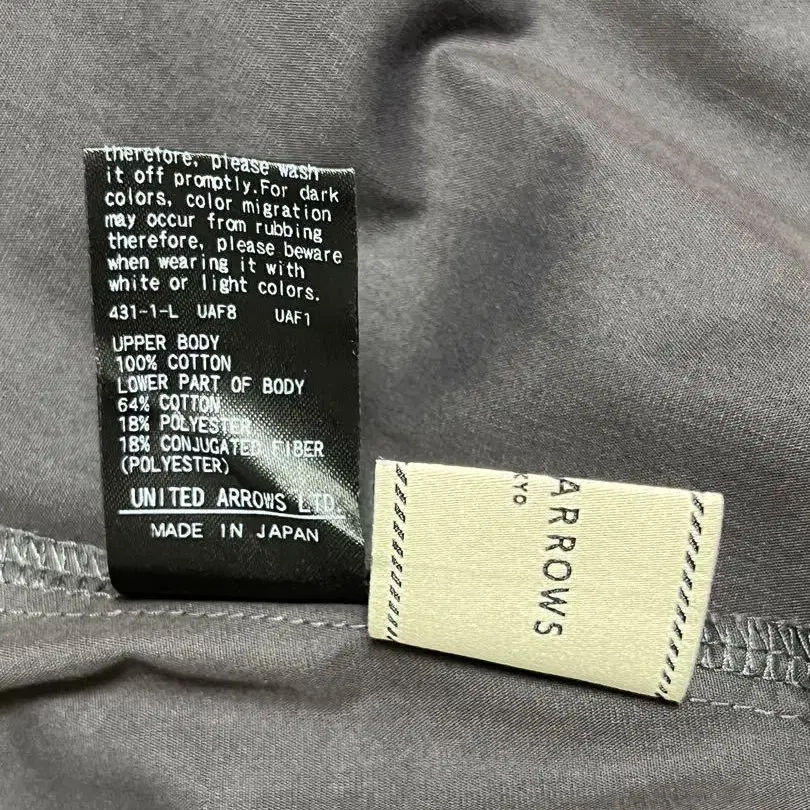 therefore, please wash
it off promptly.For dark
colors, color migration
may occur from rubbing
therefore, please beware
when wearing it with
white or light colors.
431-1-L UAF8 UAF1
UPPER BODY
100% COTTON
LOWER PART OF BODY
64% COTTON
18% POLYESTER
18% CONJUGATED FIBER
(POLYESTER)
UNITED ARROWS LTD.
MADE IN JAPAN
ARROWS
KYO